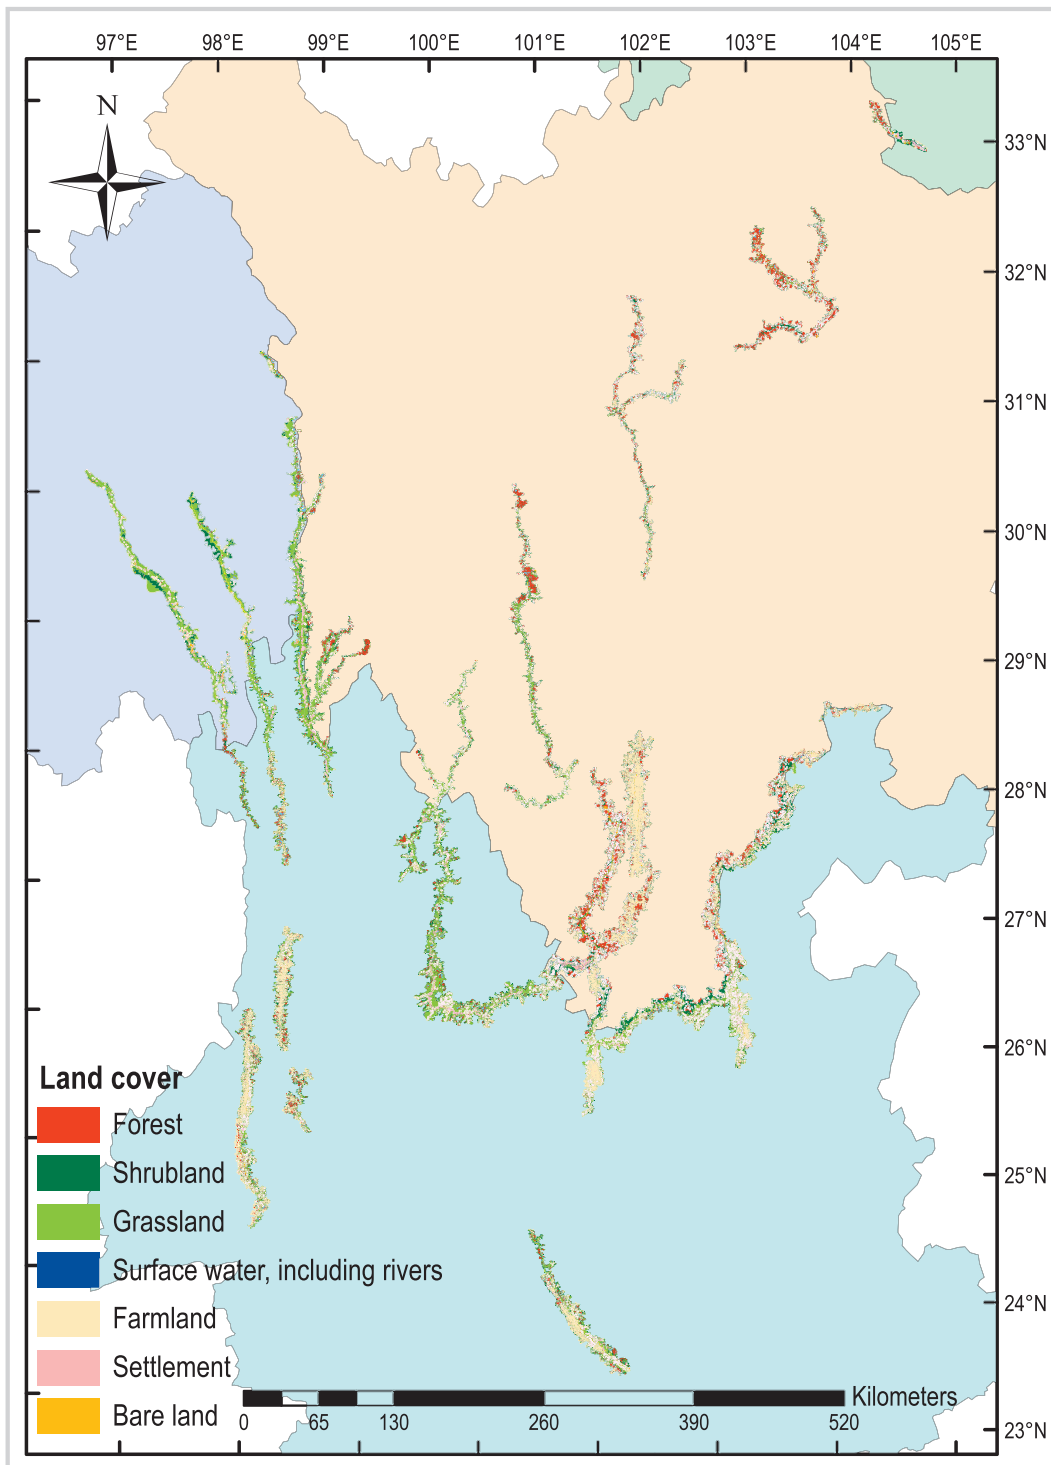 97°E 98°E 99°E 100°E 101°E 102°E 103°E 104°E 105°E
N
33°N
32°N
31°N
30°N
29°N
28°N
27°N
26°N
25°N
24°N
23°N
Land cover
Forest
Shrubland
Grassland
Surface water, including rivers
Farmland
Settlement
Bare land
Kilometers
0 65 130 260 390 520